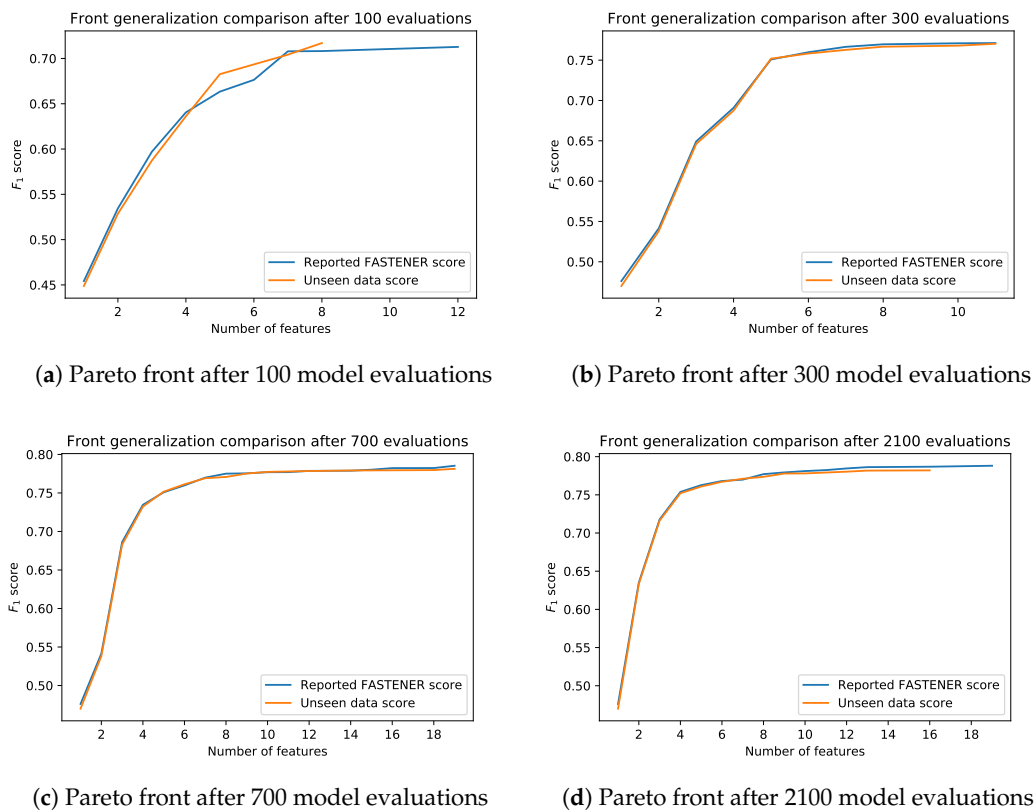 Front generalization comparison after 100 evaluations
0.70
0.65
0.60
0.55
0.50
0.45
F1 score
2 4 6 8 10 12
Number of features
Reported FASTENER score
Unseen data score
(a) Pareto front after 100 model evaluations
Front generalization comparison after 300 evaluations
0.75
0.70
0.65
0.60
0.55
0.50
F1 score
2 4 6 8 10
Number of features
Reported FASTENER score
Unseen data score
(b) Pareto front after 300 model evaluations
Front generalization comparison after 700 evaluations
0.80
0.75
0.70
0.65
0.60
0.55
0.50
F1 score
2 4 6 8 10 12 14 16 18
Number of features
Reported FASTENER score
Unseen data score
(c) Pareto front after 700 model evaluations
Front generalization comparison after 2100 evaluations
0.80
0.75
0.70
0.65
0.60
0.55
0.50
F1 score
2 4 6 8 10 12 14 16 18
Number of features
Reported FASTENER score
Unseen data score
(d) Pareto front after 2100 model evaluations